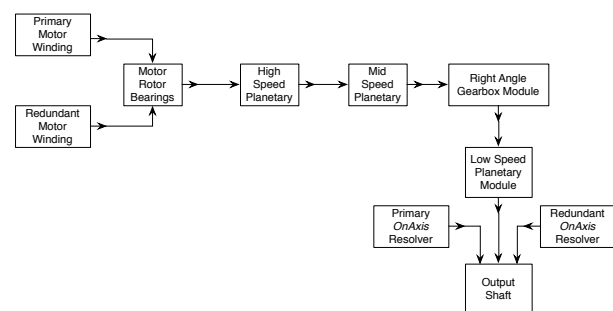 Primary
Motor
Winding
Motor
Rotor
Bearings
High
Speed
Planetary
Mid
Speed
Planetary
Right Angle
Gearbox Module
Redundant
Motor
Winding
Low Speed
Planetary
Module
Primary
OnAxis
Resolver
Redundant
OnAxis
Resolver
Output
Shaft